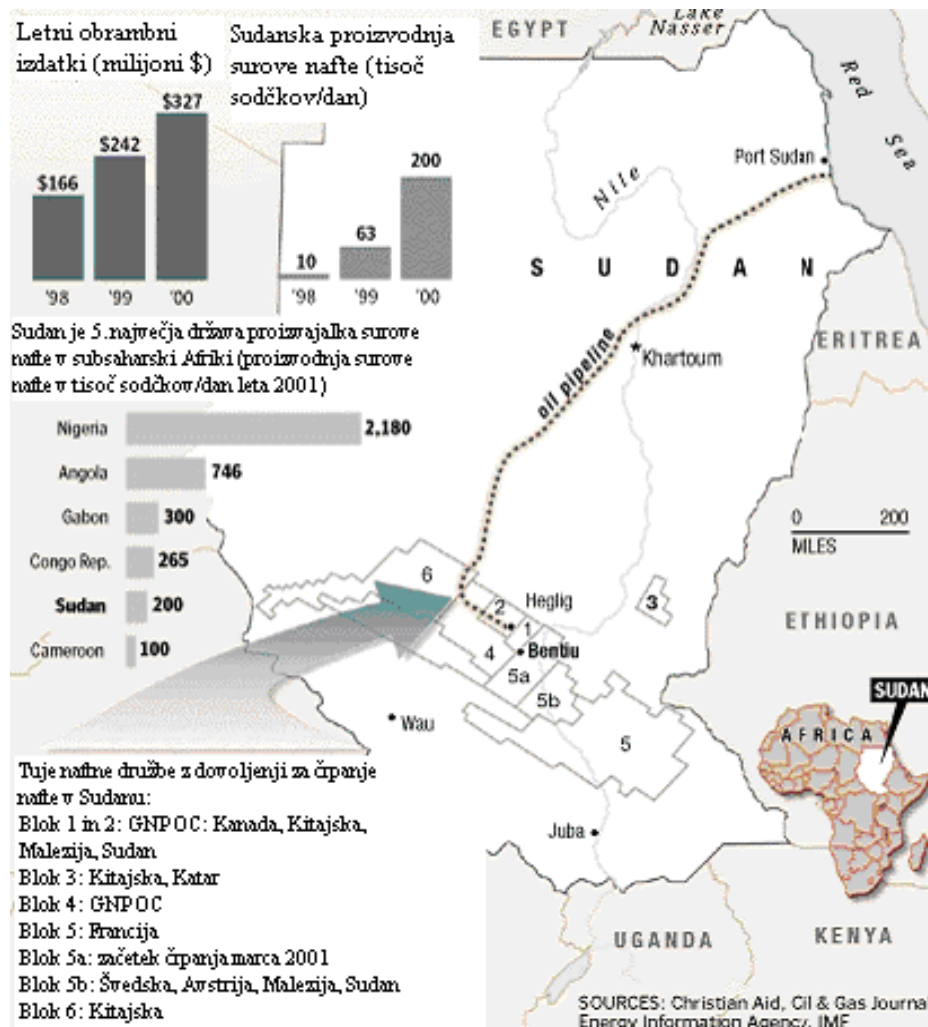 Letni obrambni
izdatki (milijoni $)
$166
$242
$327
'98
'99
'00
Sudanska proizvodnja
surove nafte (tisoč
sodčkov/dan)
10
63
200
'98
'99
'00
Sudan je 5. največja država proizvajalka surove
nafte v subsaharski Afriki (proizvodnja surove
nafte v tisoč sodčkov/dan leta 2001)
Nigeria 2,180
Angola 746
Gabon 300
Congo Rep. 265
Sudan 200
Cameroon 100
Tuje naftne družbe z dovoljenji za črpanje
nafte v Sudanu:
Blok 1 in 2: GNPOC: Kanada, Kitajska,
Malezija, Sudan
Blok 3: Kitajska, Katar
Blok 4: GNPOC
Blok 5: Francija
Blok 5a: začetek črpanja marca 2001
Blok 5b: Švedska, Avstrija, Malezija, Sudan
Blok 6: Kitajska
EGYPT
Lake
Nasser
Red
Sea
Port Sudan
Nile
SUDAN
ERITREA
Khartoum
oil pipeline
0 200
MILES
6
2
Heglig
1
3
4
Bentiu
5a
5b
5
Wau
Juba
ETHIOPIA
SUDAN
AFRICA
UGANDA
KENYA
SOURCES: Christian Aid, Oil & Gas Journal
Energy Information Agency, IMF